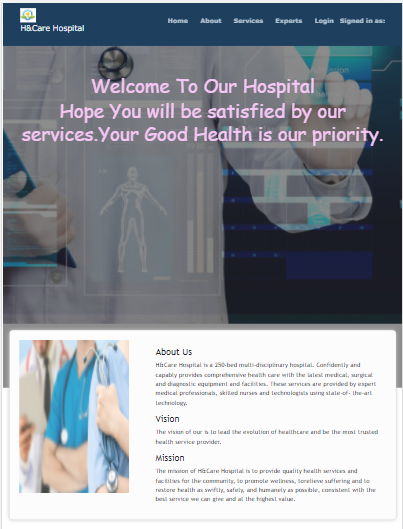 H&Care Hospital
Home About Services Experts Login Signed in as:
Welcome To Our Hospital
Hope You will be satisfied by our
services.Your Good Health is our priority.
About Us
H&Care Hospital is a 250-bed multi-disciplinary hospital. Confidently and
capably provides comprehensive health care with the latest medical, surgical
and diagnostic equipment and facilities. These services are provided by expert
medical professionals, skilled nurses and technologists using state-of- the-art
technology.
Vision
The vision of our is to lead the evolution of healthcare and be the most trusted
health service provider.
Mission
The mission of H&Care Hospital is to provide quality health services and
facilities for the community, to promote wellness, torelieve suffering and to
restore health as swiftly, safely, and humanely as possible, consistent with the
best service we can give and at the highest value.